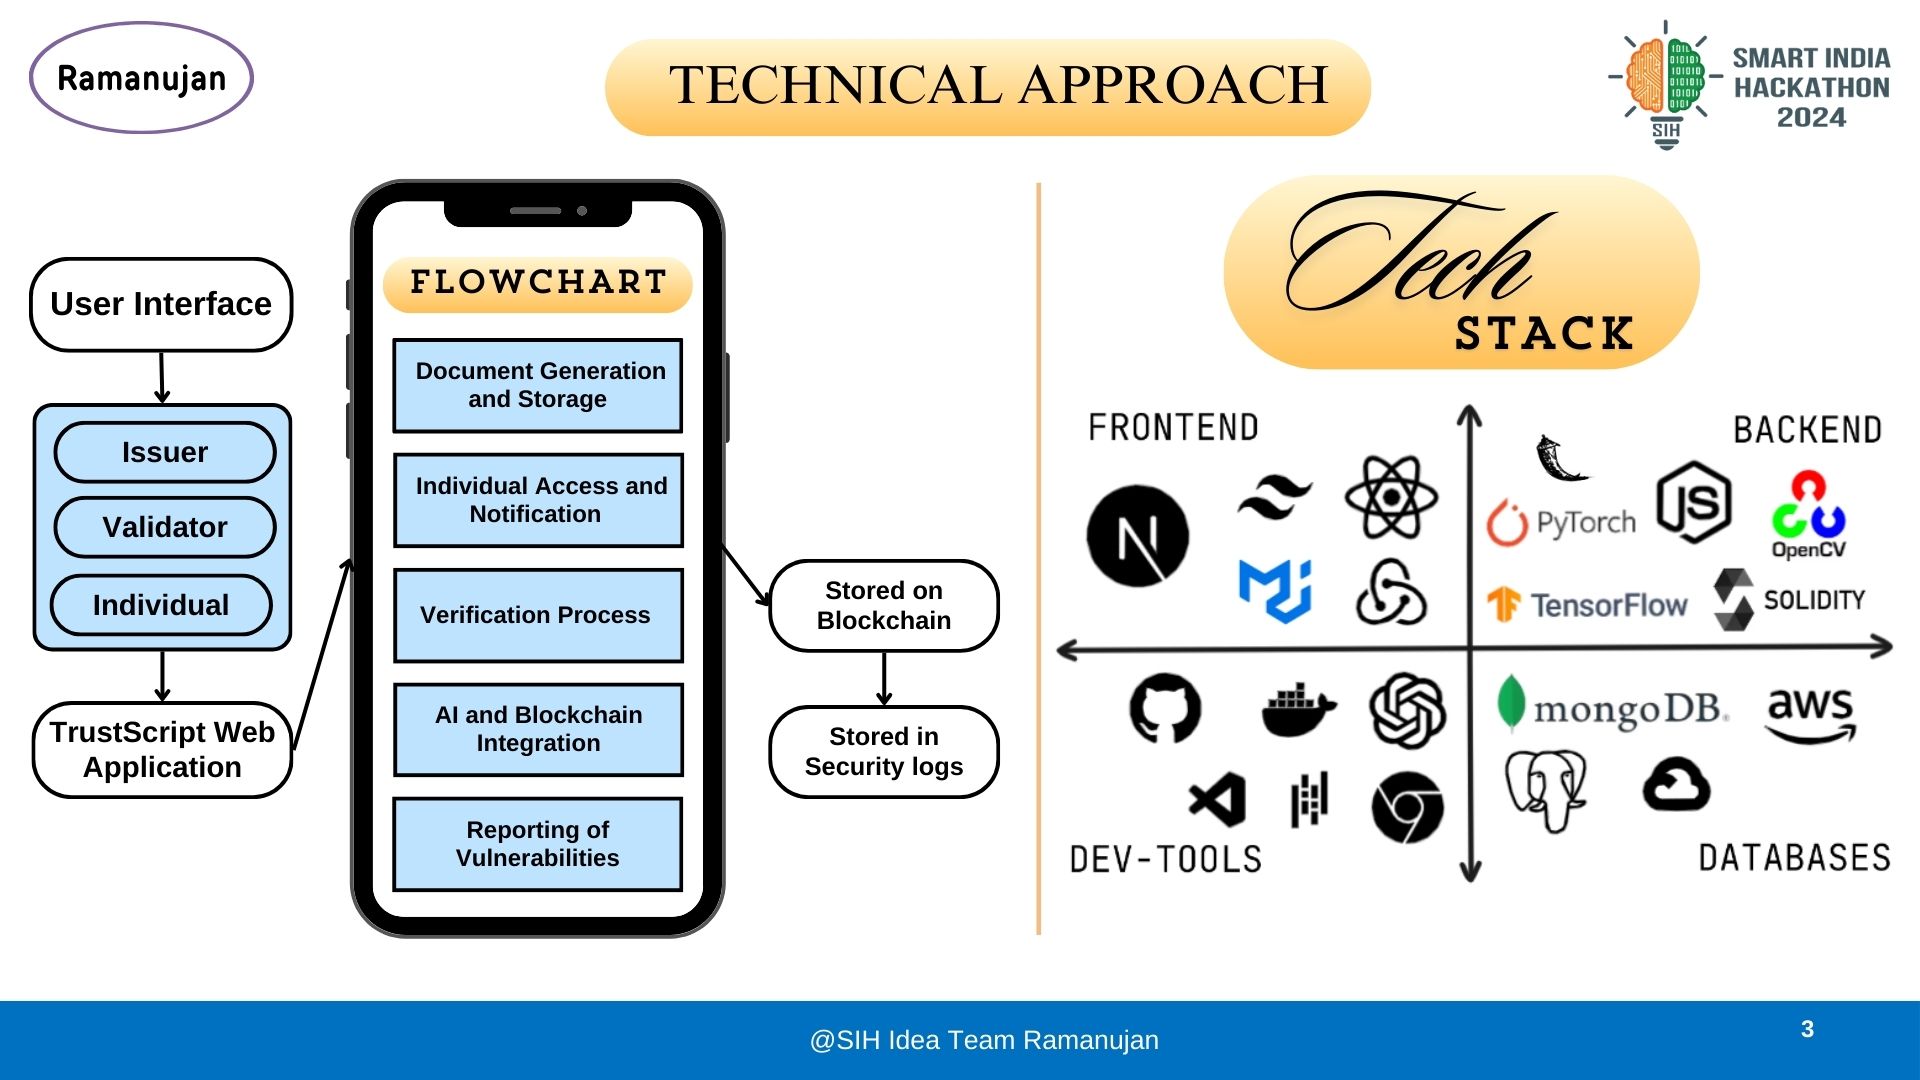 Ramanujan
TECHNICAL APPROACH
SMART INDIA
HACKATHON
2024
SIH
User Interface
Issuer
Validator
Individual
TrustScript Web
Application
FLOWCHART
Document Generation
and Storage
Individual Access and
Notification
Verification Process
AI and Blockchain
Integration
Reporting of
Vulnerabilities
Stored on
Blockchain
Stored in
Security logs
Tech
STACK
FRONTEND
N
BACKEND
PyTorch
JS
OpenCV
TensorFlow
SOLIDITY
DEV-TOOLS
mongoDB®
aws
DATABASES
@SIH Idea Team Ramanujan
3